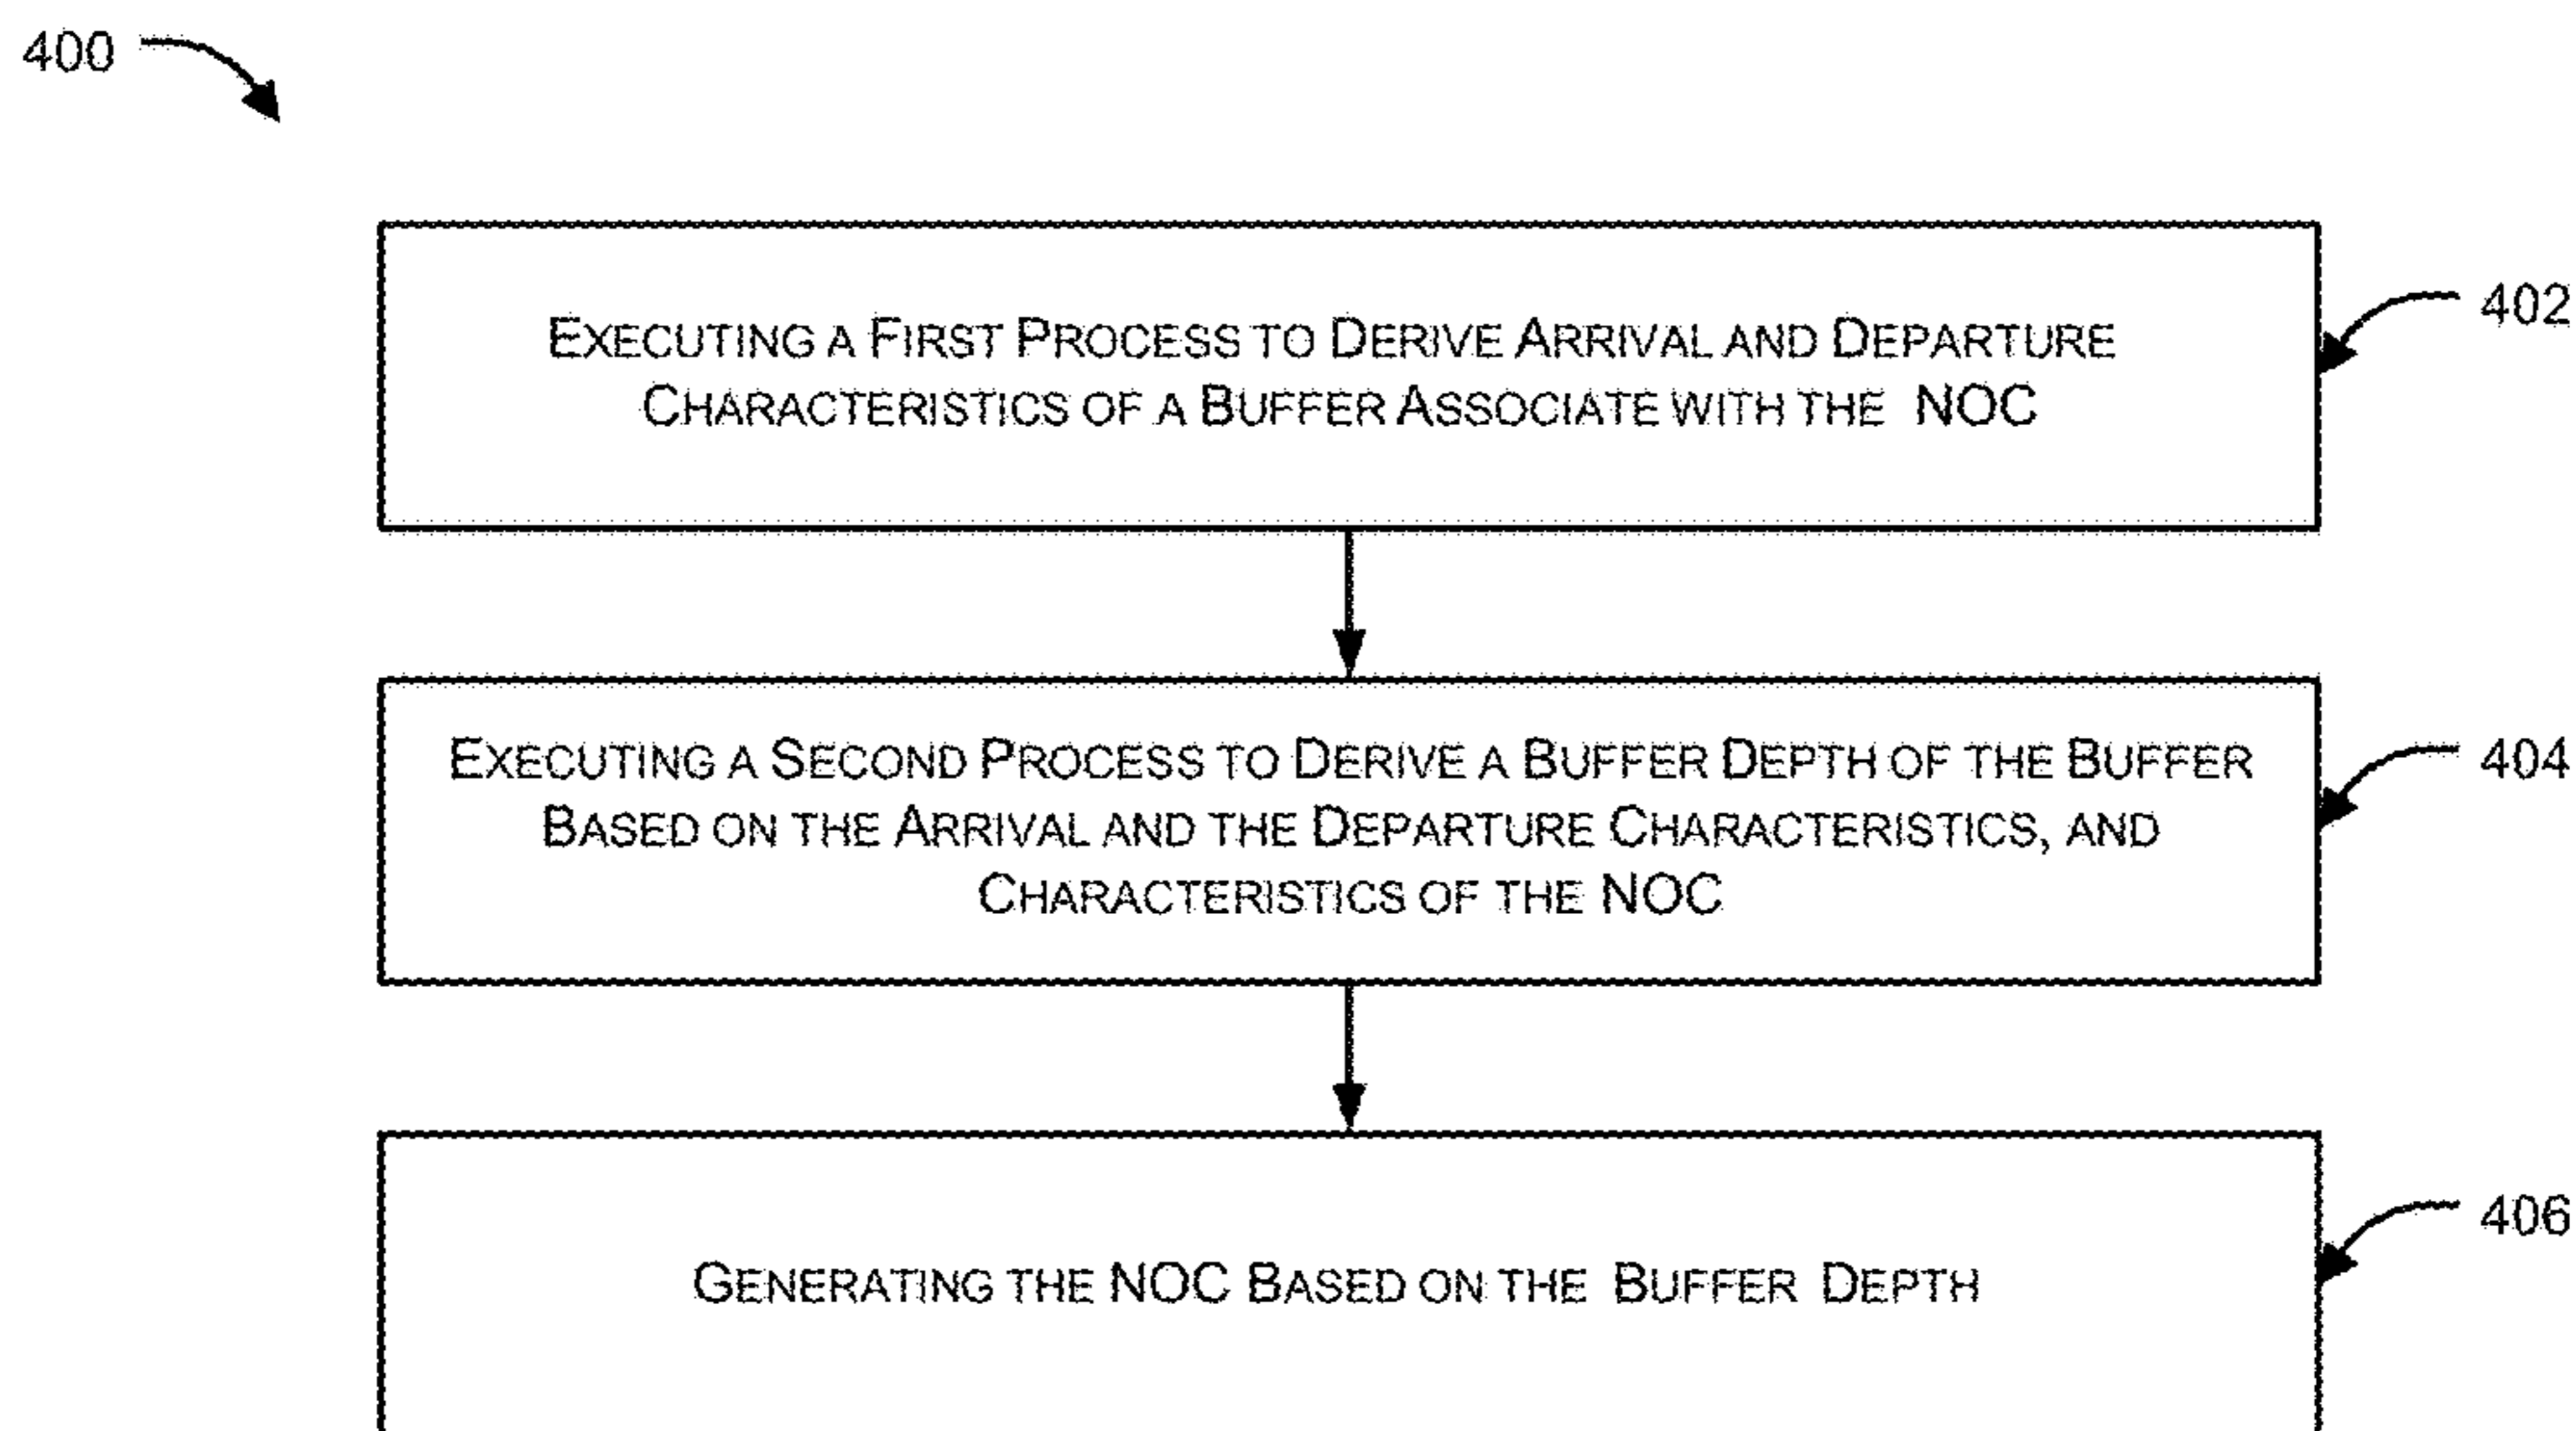 400
EXECUTING A FIRST PROCESS TO DERIVE ARRIVAL AND DEPARTURE
CHARACTERISTICS OF A BUFFER ASSOCIATE WITH THE NOC
402
EXECUTING A SECOND PROCESS TO DERIVE A BUFFER DEPTH OF THE BUFFER
BASED ON THE ARRIVAL AND THE DEPARTURE CHARACTERISTICS, AND
CHARACTERISTICS OF THE NOC
404
GENERATING THE NOC BASED ON THE BUFFER DEPTH
406